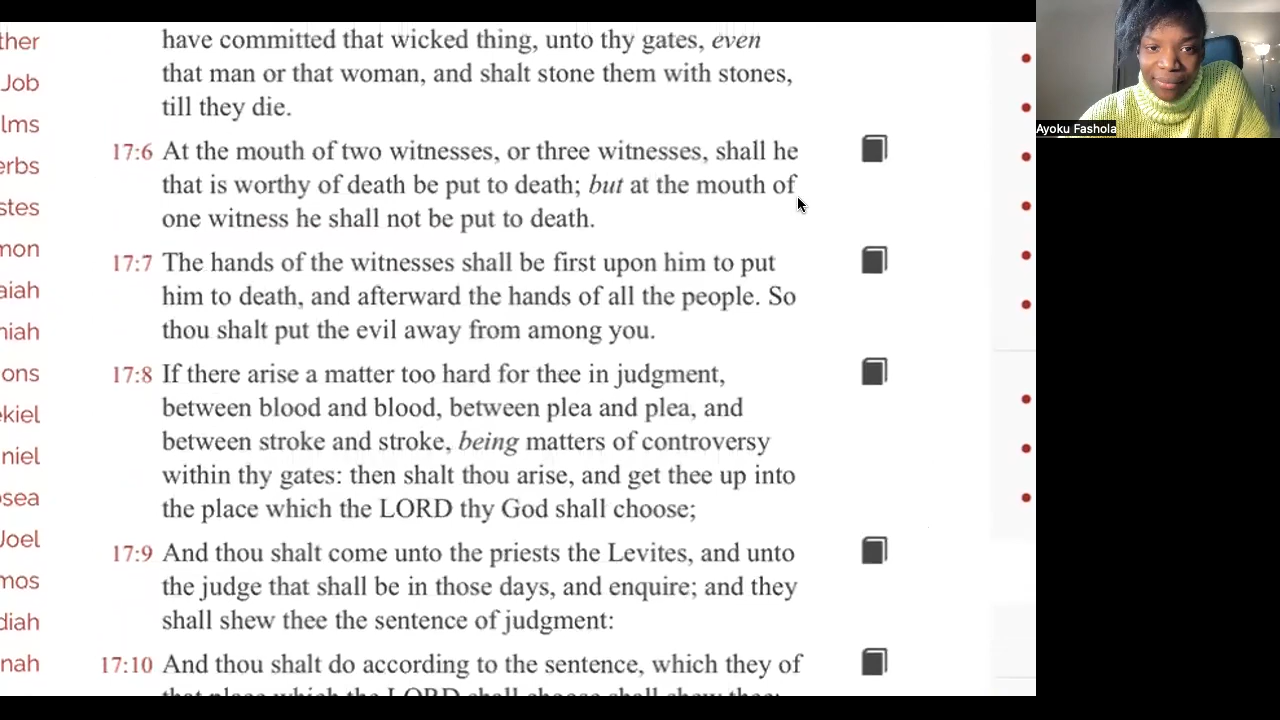 have committed that wicked thing, unto thy gates, even
that man or that woman, and shalt stone them with stones,
till they die.
17:6 At the mouth of two witnesses, or three witnesses, shall he
that is worthy of death be put to death; but at the mouth of
one witness he shall not be put to death.
17:7 The hands of the witnesses shall be first upon him to put
him to death, and afterward the hands of all the people. So
thou shalt put the evil away from among you.
17:8 If there arise a matter too hard for thee in judgment,
between blood and blood, between plea and plea, and
between stroke and stroke, being matters of controversy
within thy gates: then shalt thou arise, and get thee up into
the place which the LORD thy God shall choose;
17:9 And thou shalt come unto the priests the Levites, and unto
the judge that shall be in those days, and enquire; and they
shall shew thee the sentence of judgment:
17:10 And thou shalt do according to the sentence, which they of
that place which the LORD shall choose shall shew thee;
ther
Job
lms
erbs
stes
mon
aiah
niah
ons
ekiel
niel
osea
Joel
mos
diah
nah
Ayoku Fashola